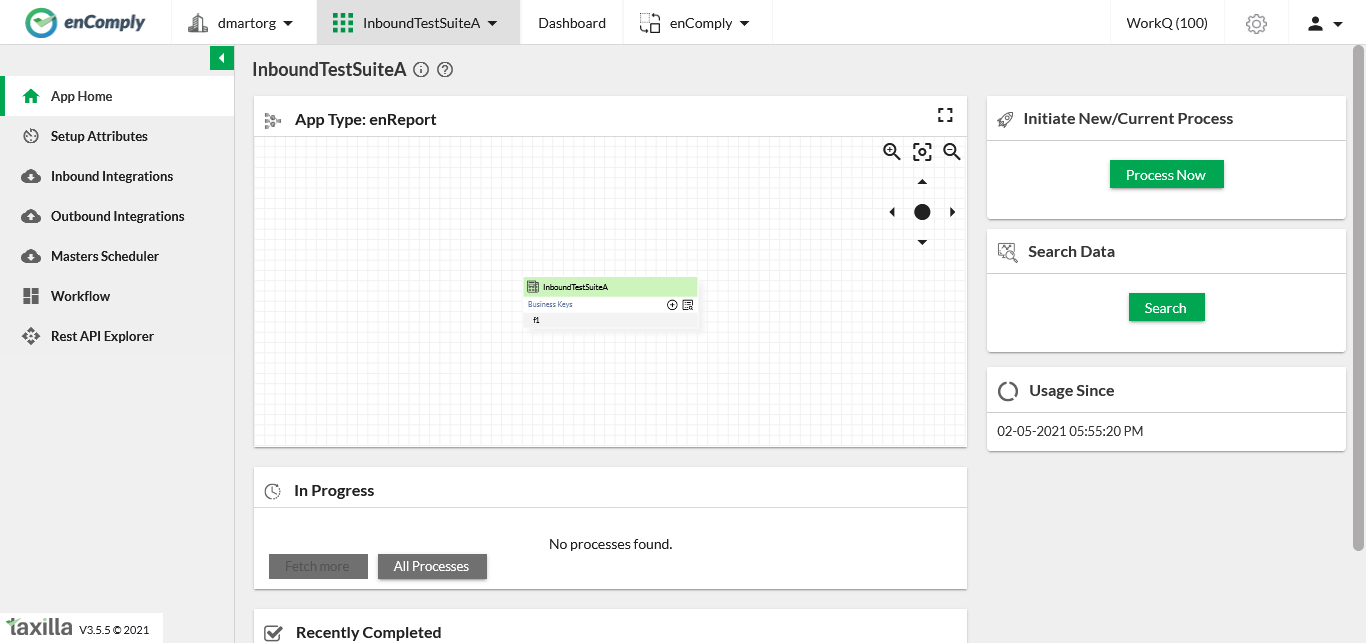 enComply
dmartorg
InboundTestSuiteA
Dashboard
enComply
WorkQ (100)
InboundTestSuiteA
App Home
Setup Attributes
Inbound Integrations
Outbound Integrations
Masters Scheduler
Workflow
Rest API Explorer
App Type: enReport
InboundTestSuiteA
Business Keys
f1
Initiate New/Current Process
Process Now
Search Data
Search
Usage Since
02-05-2021 05:55:20 PM
In Progress
No processes found.
Fetch more
All Processes
Recently Completed
taxilla V3.5.5 © 2021